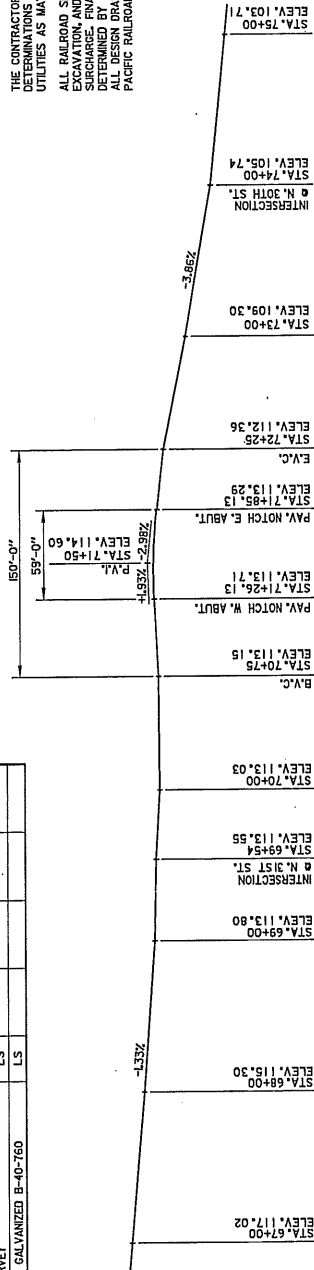 THE CONTRACTOR
DETERMINATIONS
UTILITIES AS MA
ALL RAILROAD S
EXCAVATION, AND
SURCHARGE. FINA
DETERMINED BY
ALL DESIGN DRA
PACIFIC RAILROA
LS
GALVANIZED B-40-760
LS
150'-0"
59'-0"
P.V.I.
STA. 71+50
ELEV. 114.60
+1.93%
-2.98%
-1.33%
-3.86%
STA. 67+00
ELEV. 117.02
STA. 68+00
ELEV. 115.30
STA. 69+00
ELEV. 113.80
INTERSECTION
@ N. 31ST ST.
STA. 69+54
ELEV. 113.55
STA. 70+00
ELEV. 113.03
B.V.C.
STA. 70+75
ELEV. 113.15
PAV. NOTCH W. ABUT.
STA. 71+26.13
ELEV. 113.71
PAV. NOTCH E. ABUT.
STA. 71+85.13
ELEV. 113.29
E.V.C.
STA. 72+25
ELEV. 112.36
STA. 73+00
ELEV. 109.30
INTERSECTION
@ N. 30TH ST.
STA. 74+00
ELEV. 105.74
STA. 75+00
ELEV. 103.71